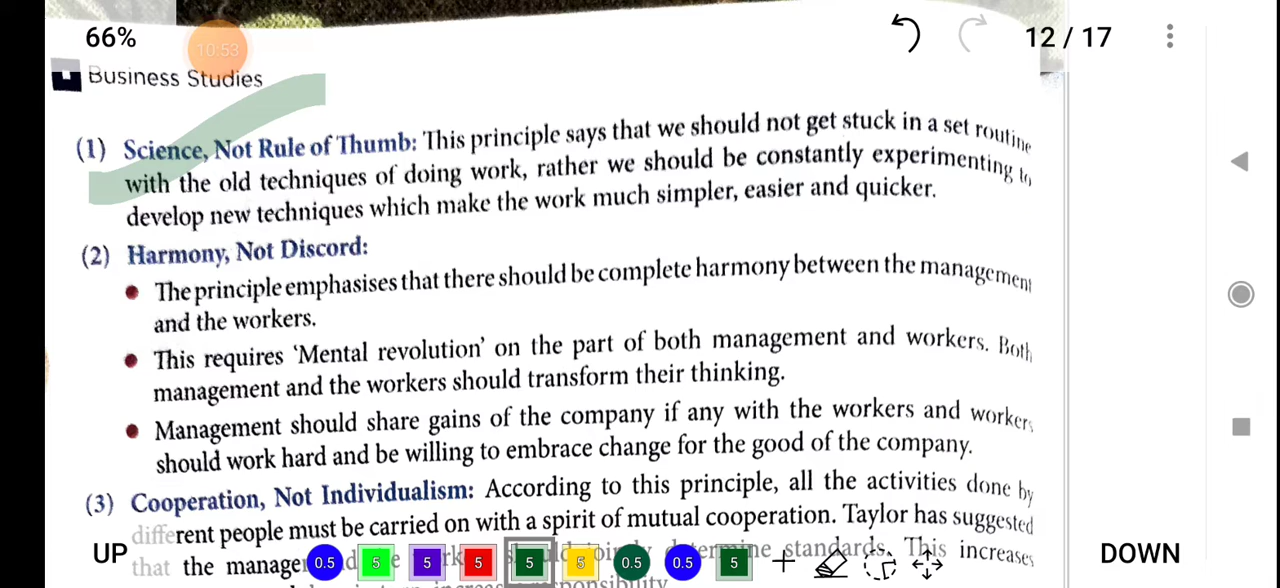 66%
10:53
12 / 17
Business Studies
(1) Science, Not Rule of Thumb: This principle says that we should not get stuck in a set routine
with the old techniques of doing work, rather we should be constantly experimenting to
develop new techniques which make the work much simpler, easier and quicker.
(2) Harmony, Not Discord:
• The principle emphasises that there should be complete harmony between the management
and the workers.
• This requires ‘Mental revolution’ on the part of both management and workers. Both
management and the workers should transform their thinking.
• Management should share gains of the company if any with the workers and workers
should work hard and be willing to embrace change for the good of the company.
(3) Cooperation, Not Individualism: According to this principle, all the activities done by
different people must be carried on with a spirit of mutual cooperation. Taylor has suggested
that the standards. This increases
UP 0.5 5 5 5 5 5 0.5 0.5 5 DOWN